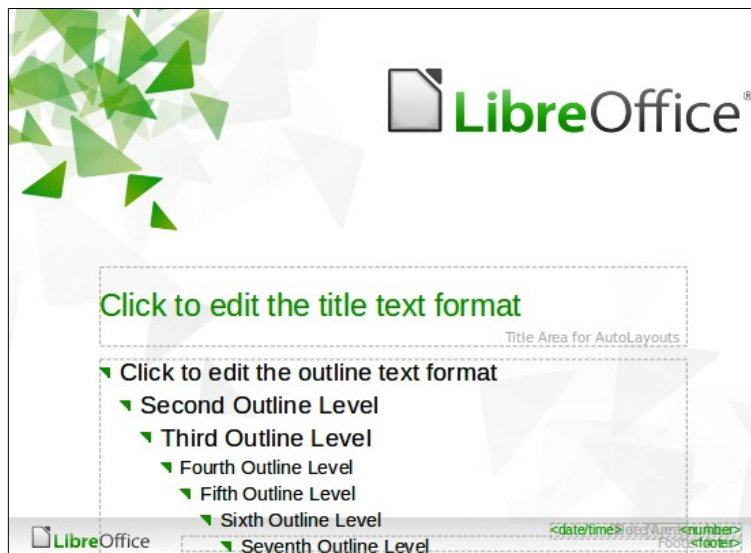 LibreOffice®
Click to edit the title text format
Title Area for AutoLayouts
Click to edit the outline text format
Second Outline Level
Third Outline Level
Fourth Outline Level
Fifth Outline Level
Sixth Outline Level
<date/time> <number>
LibreOffice
Seventh Outline Level
<footer>